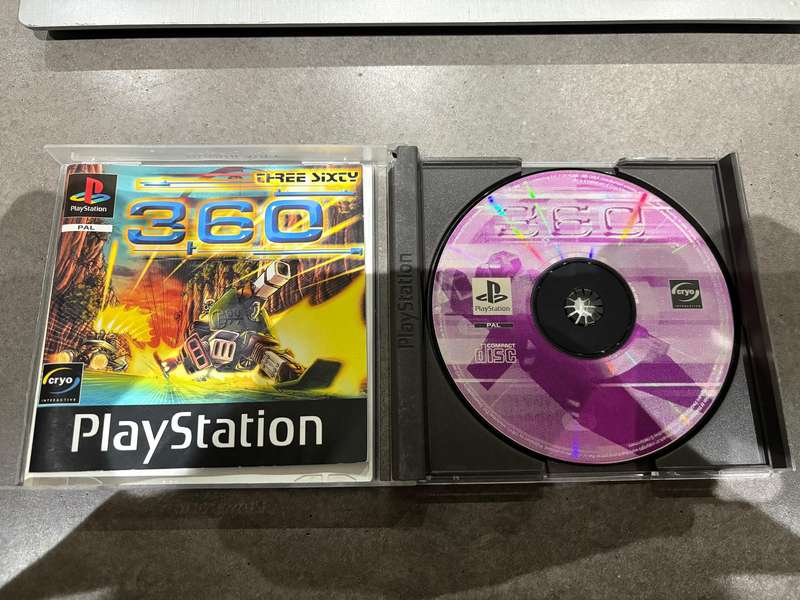 THREE SIXTY
360
PlayStation
PAL
cryo
INTERACTIVE
PlayStation
PlayStation
360
PlayStation
PAL
cryo
INTERACTIVE
COMPACT
disc